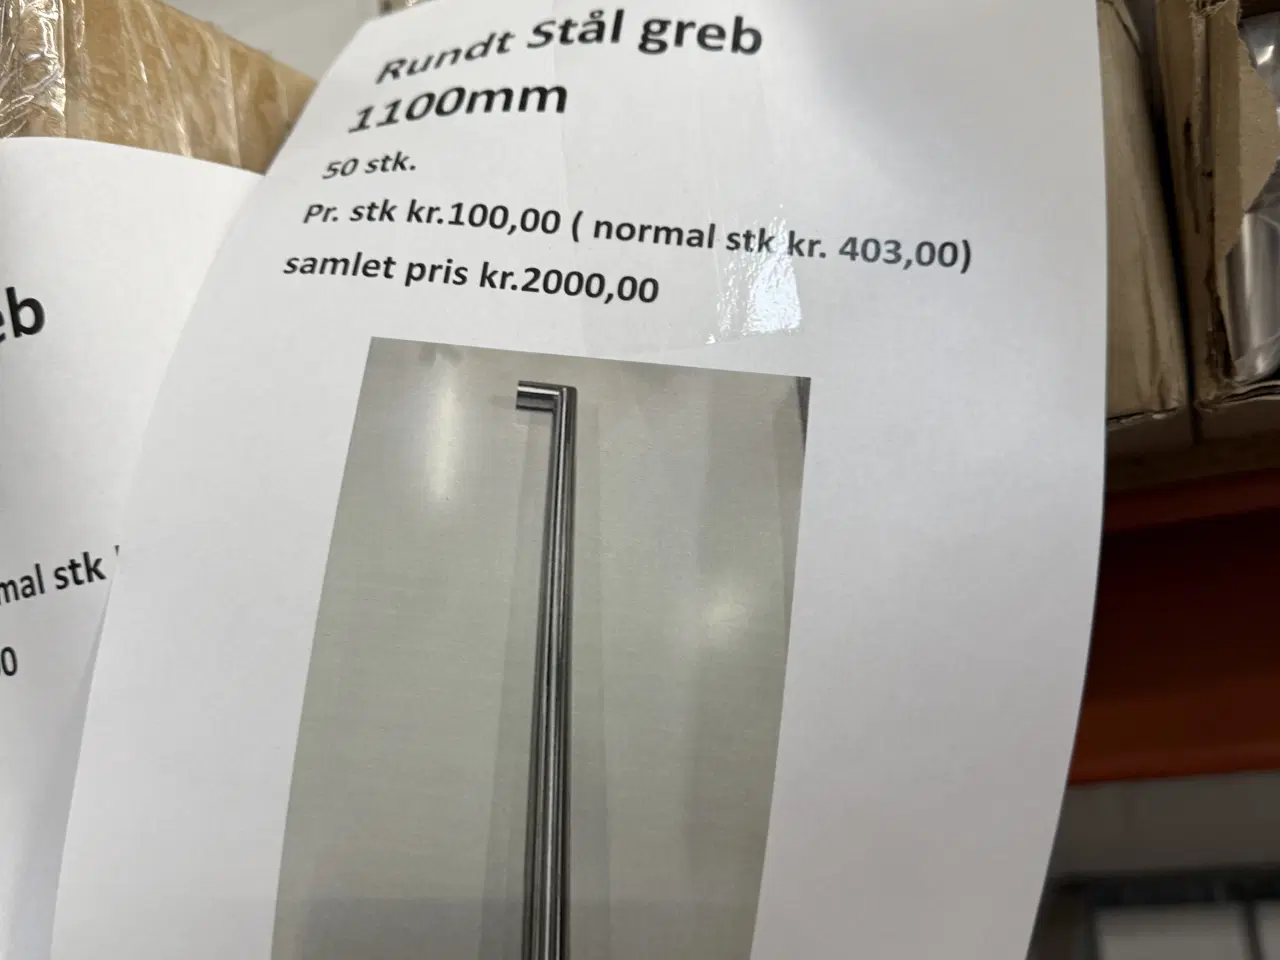 Rundt Stål greb
1100mm
50 stk.
Pr. stk kr.100,00 ( normal stk kr. 403,00)
samlet pris kr.2000,00
eb
mal stk
0